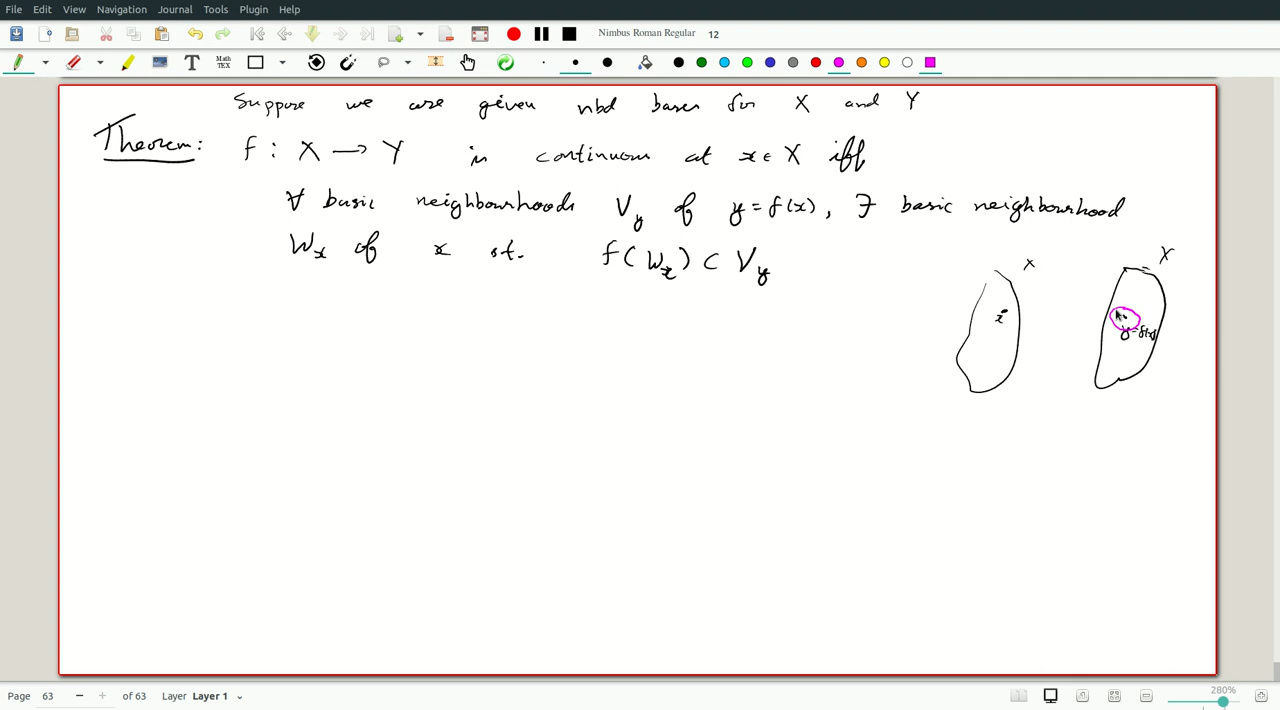 File Edit View Navigation Journal Tools Plugin Help
Nimbus Roman Regular 12
Math TEX
Suppose we are given nbd bases for X and Y
Theorem: f : X → Y is continuous at x ∈ X iff
∀ basic neighbourhoods V_y of y = f(x), ∃ basic neighbourhood
W_x of x st. f(W_x) ⊂ V_y
X Y
x
y = f(x)
Page 63 − + of 63 Layer Layer 1 280%